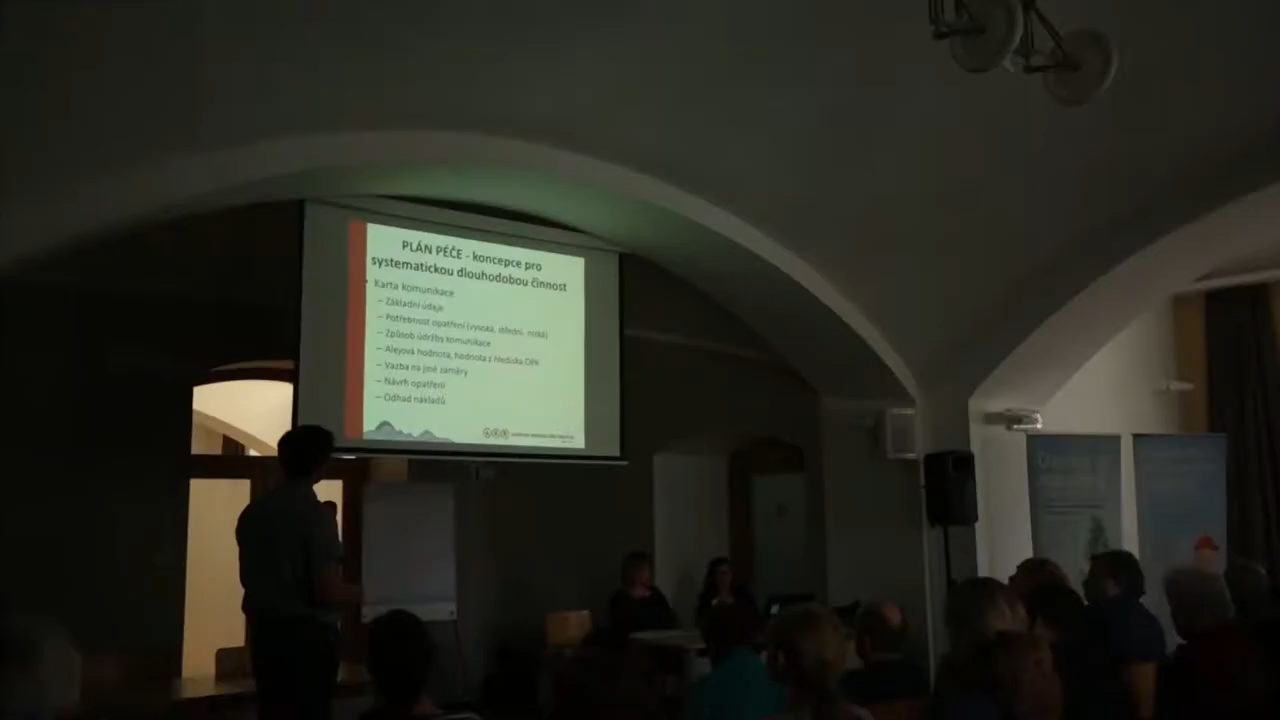 PLÁN PÉČE - koncepce pro
systematickou dlouhodobou činnost
• Karta komunikace
– Základní údaje
– Potřebnost opatření (vysoká, střední, nízká)
– Způsob údržby komunikace
– Alejová hodnota, hodnota z hlediska
– Vazba na jiné záměry
– Návrh opatření
– Odhad nákladů